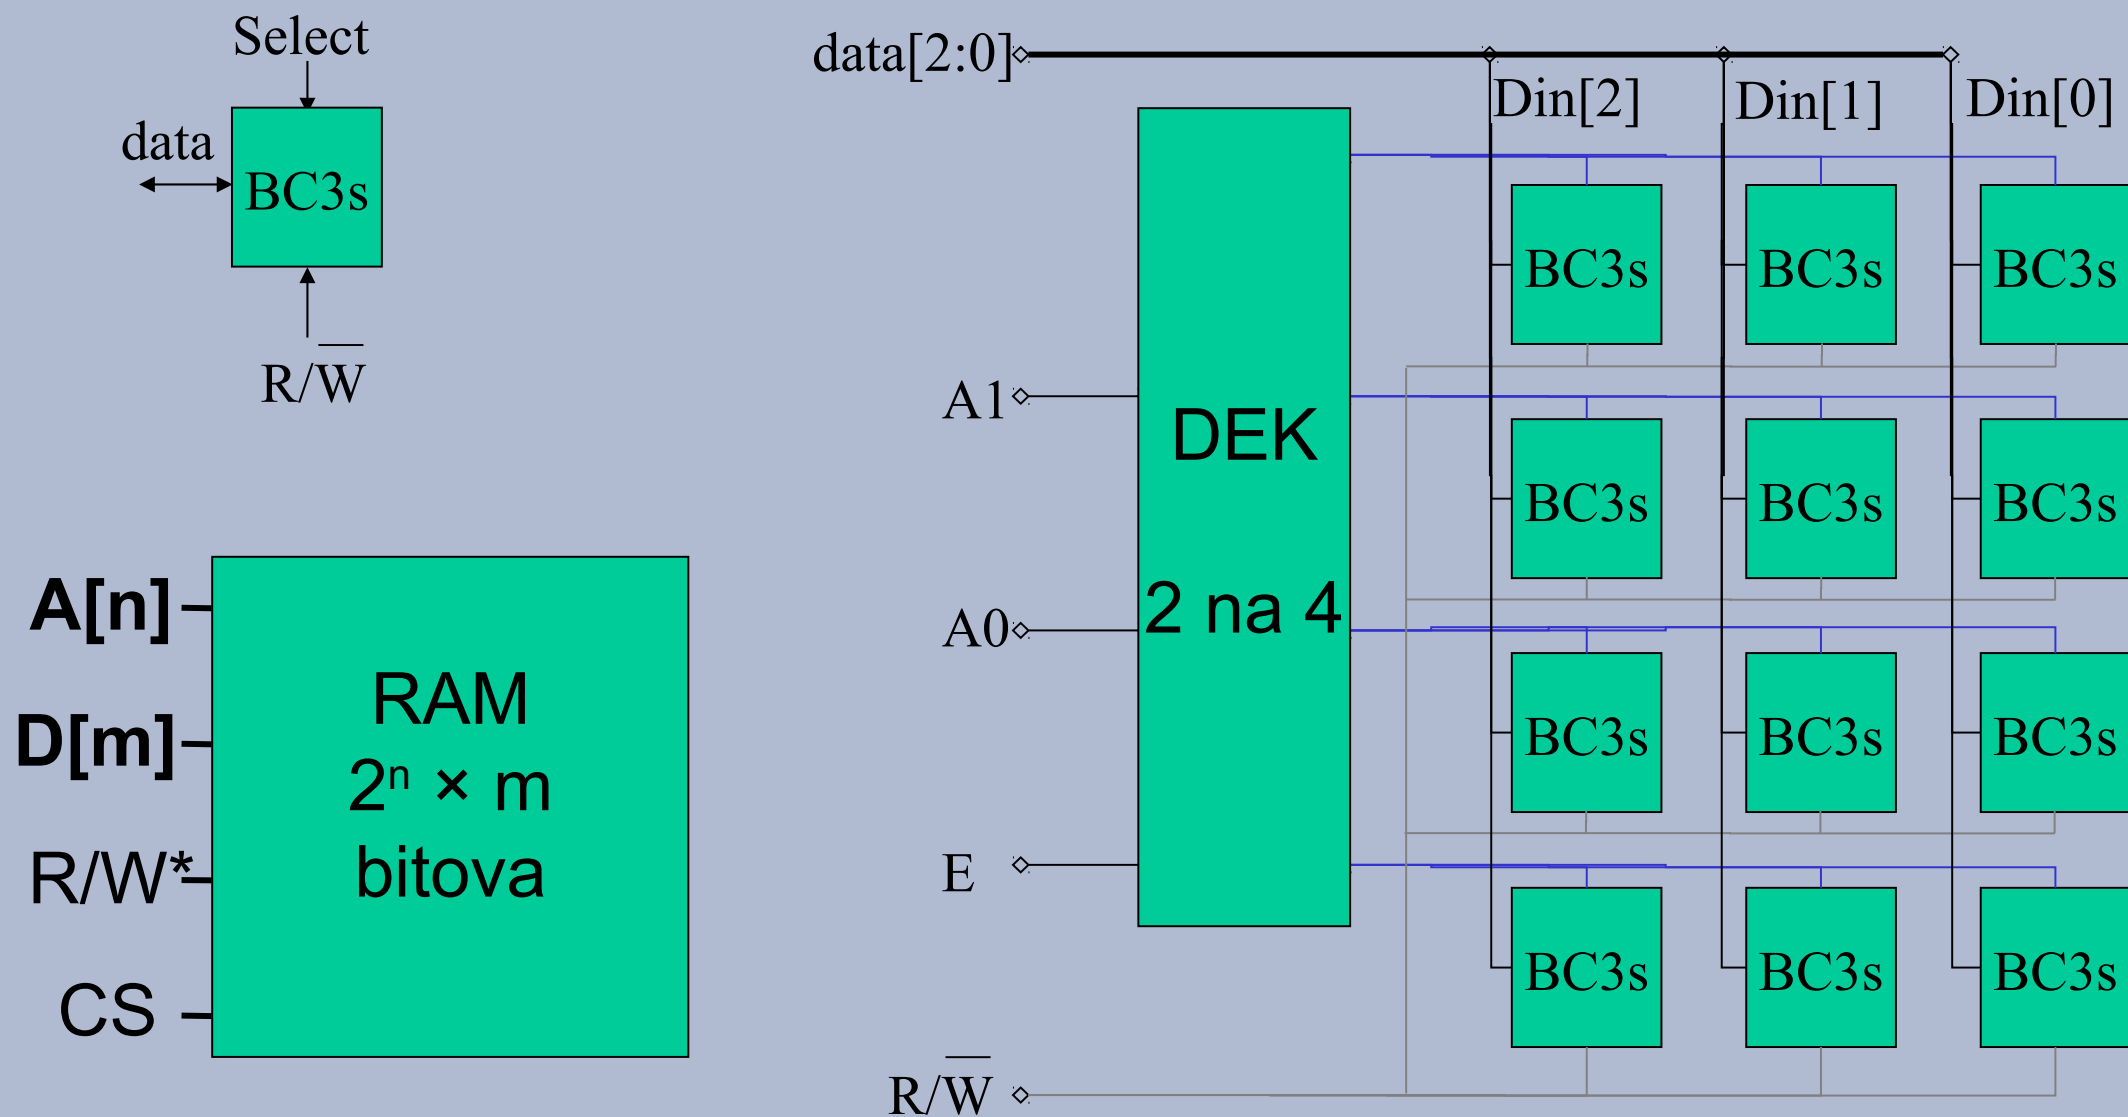 Select
data
BC3s
R/W̅
A[n]
D[m]
R/W*
CS
RAM
2ⁿ × m
bitova
data[2:0]
Din[2] Din[1] Din[0]
A1
A0
E
R/W̅
DEK
2 na 4
BC3s BC3s BC3s
BC3s BC3s BC3s
BC3s BC3s BC3s
BC3s BC3s BC3s